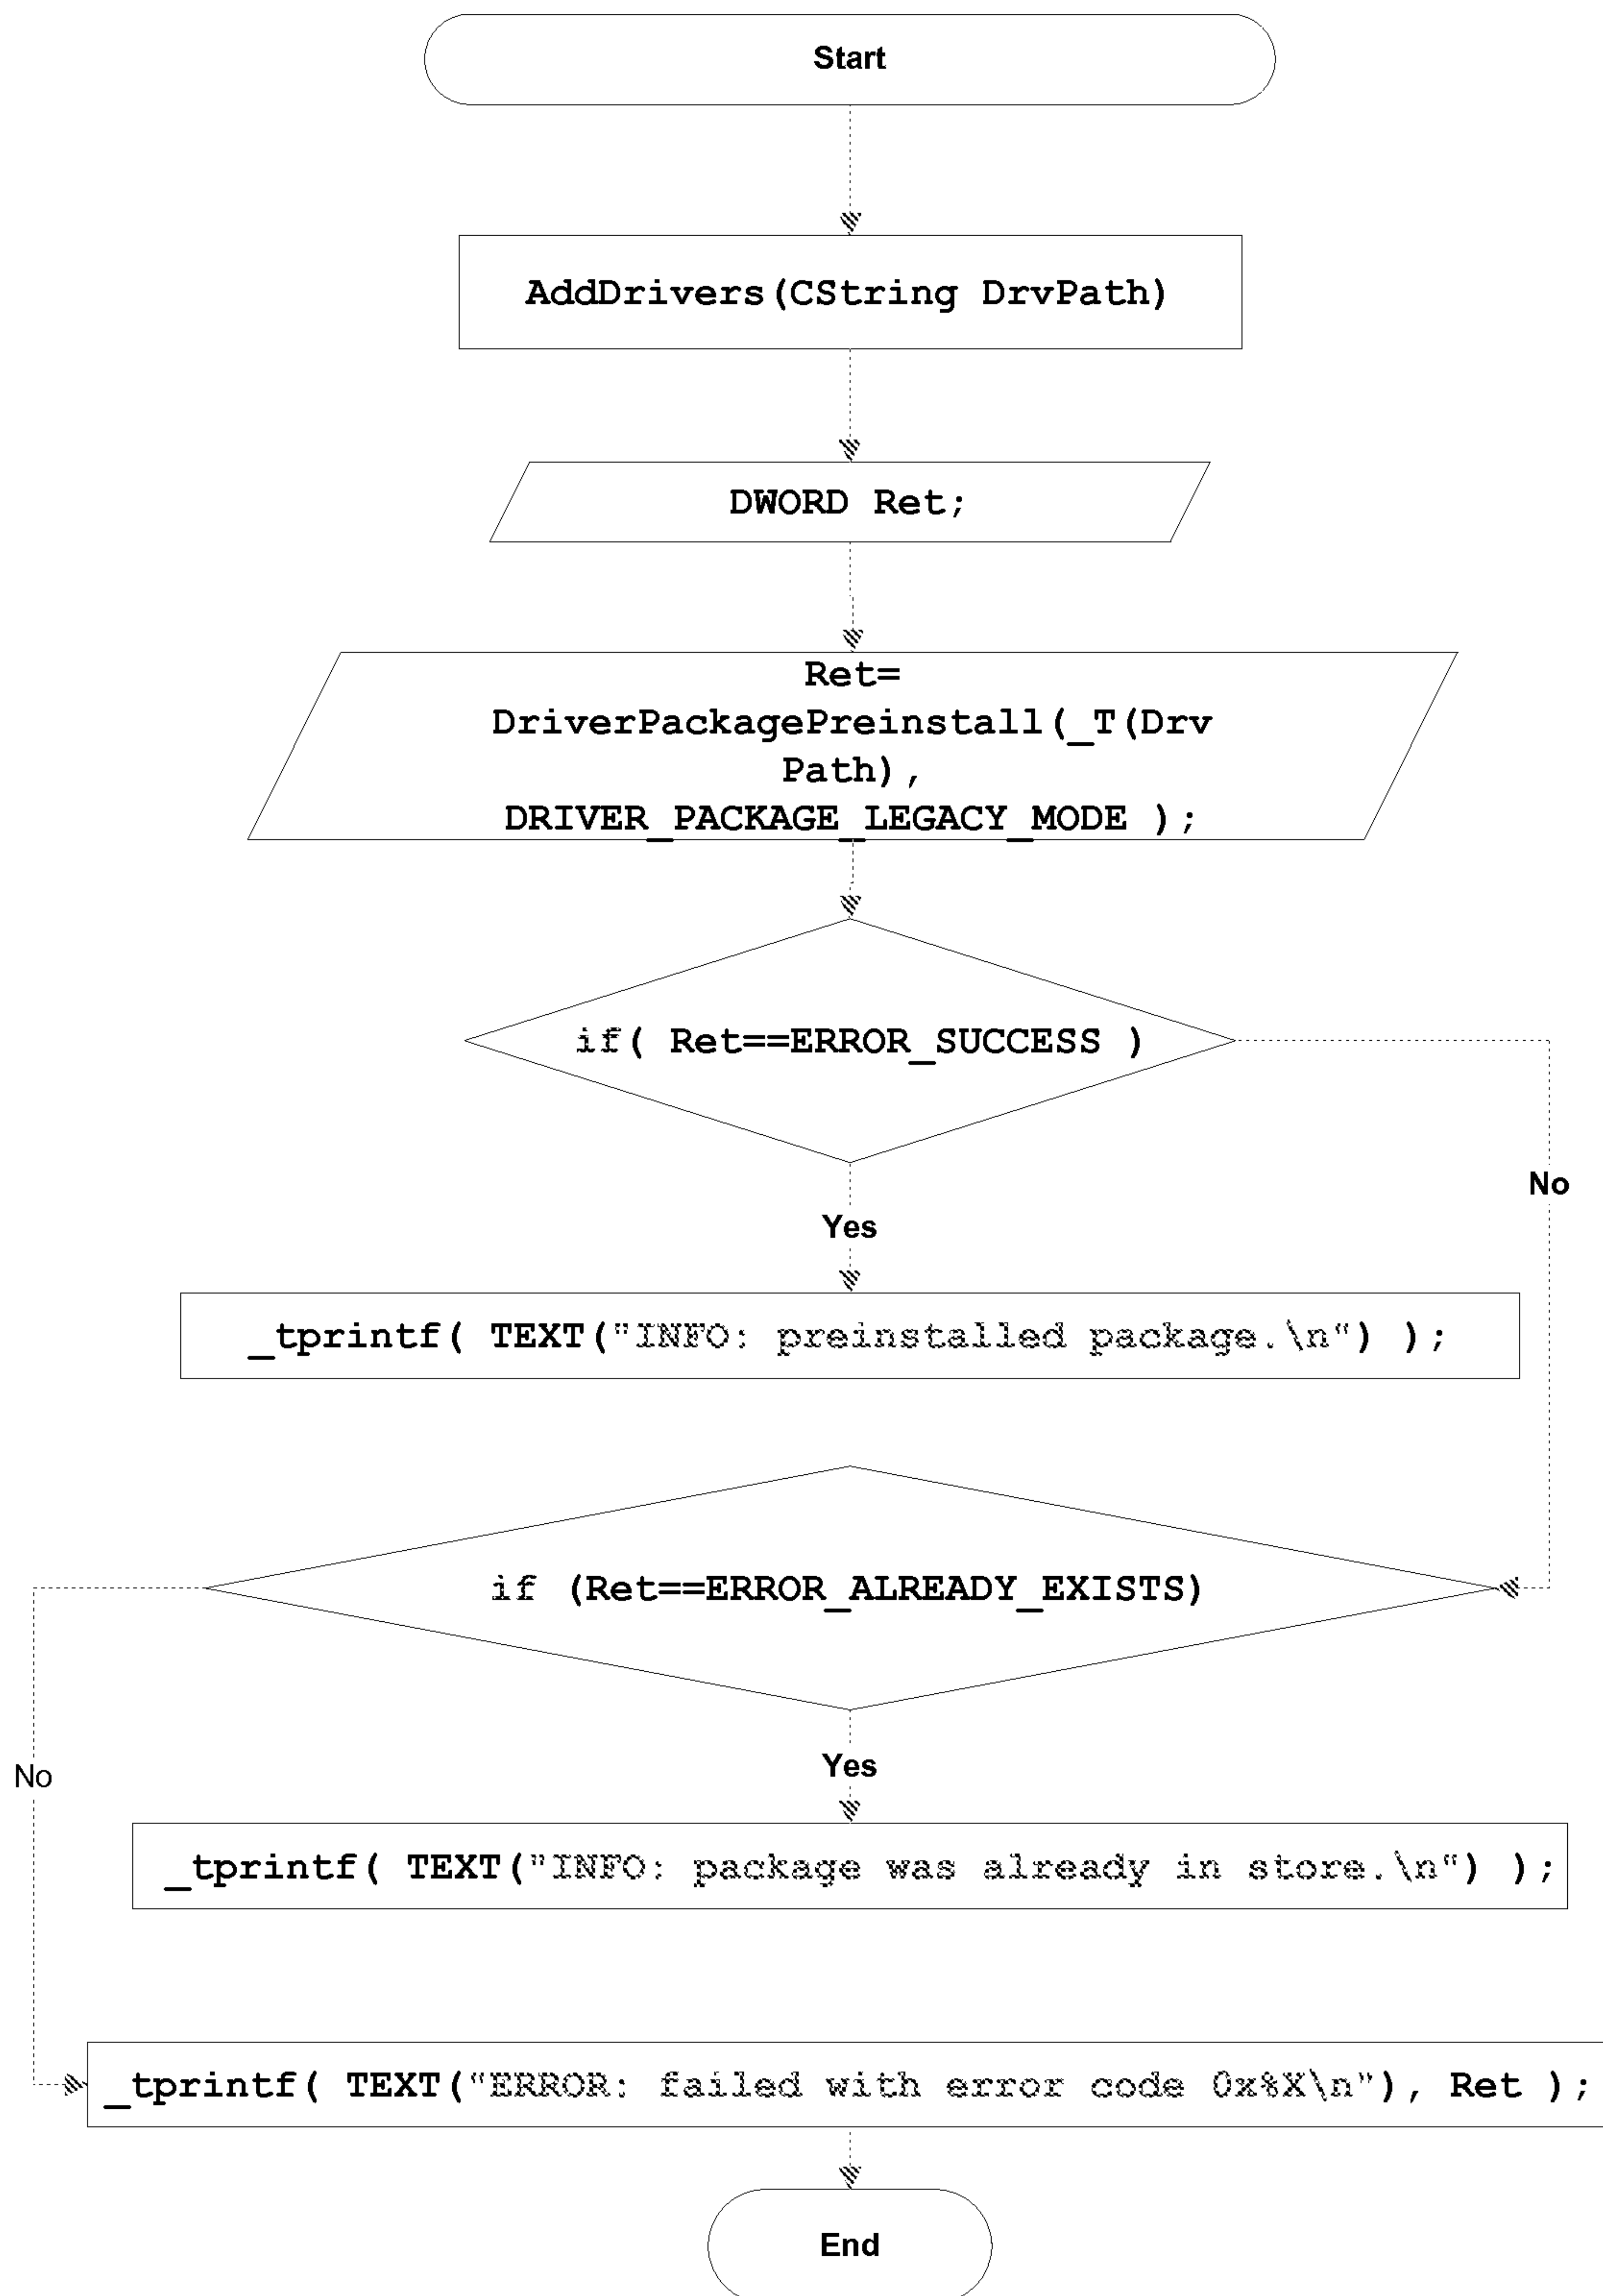 Start
AddDrivers(CString DrvPath)
DWORD Ret;
Ret=
DriverPackagePreinstall(_T(Drv
Path),
DRIVER_PACKAGE_LEGACY_MODE );
if( Ret==ERROR_SUCCESS )
No
Yes
_tprintf( TEXT("INFO: preinstalled package.\n") );
if (Ret==ERROR_ALREADY_EXISTS)
Yes
No
_tprintf( TEXT("INFO: package was already in store.\n") );
_tprintf( TEXT("ERROR: failed with error code 0x%X\n"), Ret );
End